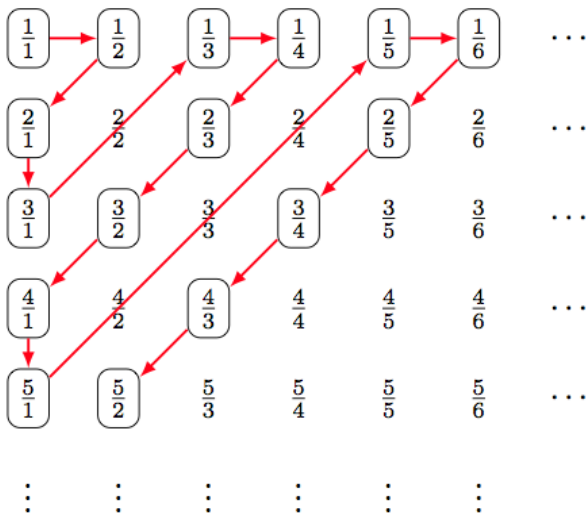 1/1 1/2 1/3 1/4 1/5 1/6 ⋯
2/1 2/2 2/3 2/4 2/5 2/6 ⋯
3/1 3/2 3/3 3/4 3/5 3/6 ⋯
4/1 4/2 4/3 4/4 4/5 4/6 ⋯
5/1 5/2 5/3 5/4 5/5 5/6 ⋯
⋮ ⋮ ⋮ ⋮ ⋮ ⋮